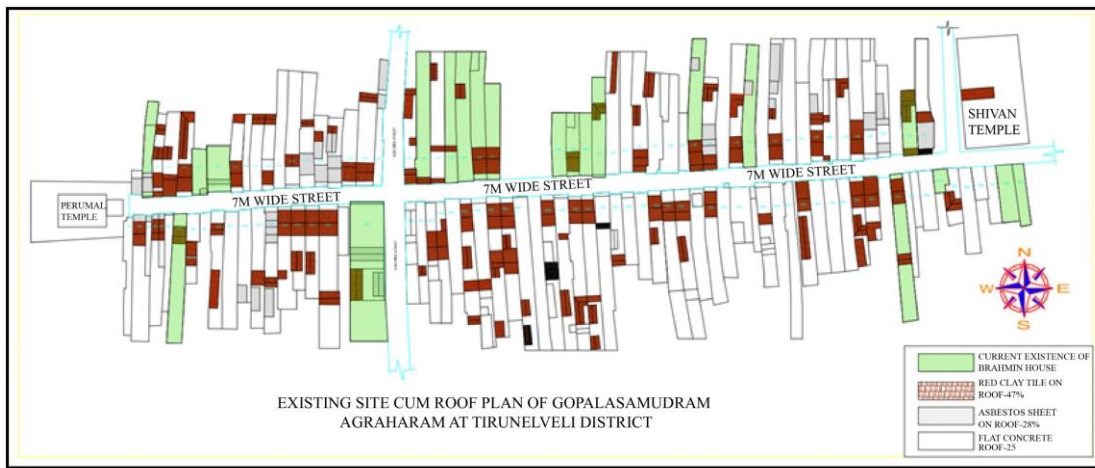 SHIVAN
TEMPLE
7M WIDE STREET
7M WIDE STREET
PERUMAL
TEMPLE
7M WIDE STREET
N
W
E
S
CURRENT EXISTENCE OF
BRAHMIN HOUSE
RED CLAY TILE ON
ROOF-47%
ASBESTOS SHEET
ON ROOF-28%
FLAT CONCRETE
ROOF-25
EXISTING SITE CUM ROOF PLAN OF GOPALASAMUDRAM
AGRAHARAM AT TIRUNELVELI DISTRICT